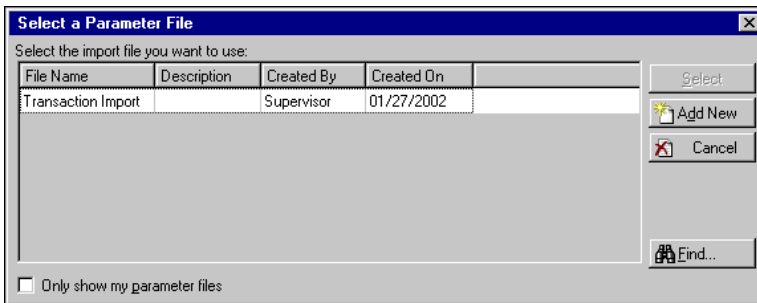 Select a Parameter File
Select the import file you want to use:
File Name Description Created By Created On
Transaction Import Supervisor 01/27/2002
Select
Add New
Cancel
Find...
Only show my parameter files